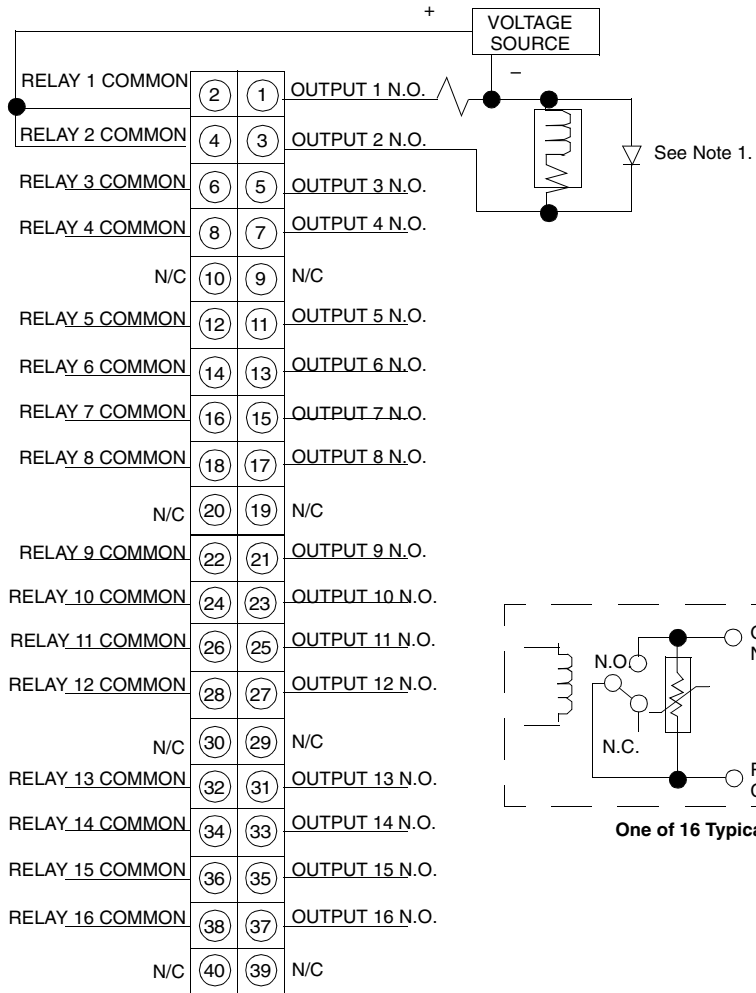 +
VOLTAGE
SOURCE
–
RELAY 1 COMMON 2 1 OUTPUT 1 N.O.
RELAY 2 COMMON 4 3 OUTPUT 2 N.O.
See Note 1.
RELAY 3 COMMON 6 5 OUTPUT 3 N.O.
RELAY 4 COMMON 8 7 OUTPUT 4 N.O.
N/C 10 9 N/C
RELAY 5 COMMON 12 11 OUTPUT 5 N.O.
RELAY 6 COMMON 14 13 OUTPUT 6 N.O.
RELAY 7 COMMON 16 15 OUTPUT 7 N.O.
RELAY 8 COMMON 18 17 OUTPUT 8 N.O.
N/C 20 19 N/C
RELAY 9 COMMON 22 21 OUTPUT 9 N.O.
RELAY 10 COMMON 24 23 OUTPUT 10 N.O.
RELAY 11 COMMON 26 25 OUTPUT 11 N.O.
RELAY 12 COMMON 28 27 OUTPUT 12 N.O.
N/C 30 29 N/C
RELAY 13 COMMON 32 31 OUTPUT 13 N.O.
RELAY 14 COMMON 34 33 OUTPUT 14 N.O.
RELAY 15 COMMON 36 35 OUTPUT 15 N.O.
RELAY 16 COMMON 38 37 OUTPUT 16 N.O.
N/C 40 39 N/C
N.O.
N.C.
One of 16